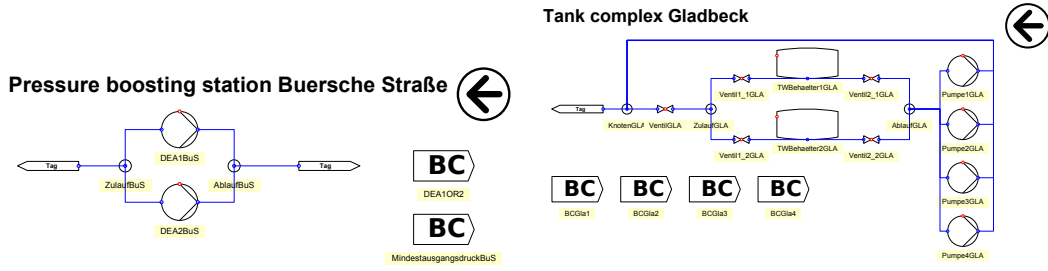 Pressure boosting station Buersche Straße
DEA1BuS
Tag
Tag
ZulaufBuS
AblaufBuS
DEA2BuS
BC
DEA1OR2
BC
MindestausgangsdruckBuS
Tank complex Gladbeck
Ventil1_1GLA
TWBehaelter1GLA
Ventil2_1GLA
Pumpe1GLA
Tag
KnotenGLA
VentilGLA
ZulaufGLA
AblaufGLA
Pumpe2GLA
Ventil1_2GLA
TWBehaelter2GLA
Ventil2_2GLA
BC
BC
BC
BC
Pumpe3GLA
BCGla1
BCGla2
BCGla3
BCGla4
Pumpe4GLA